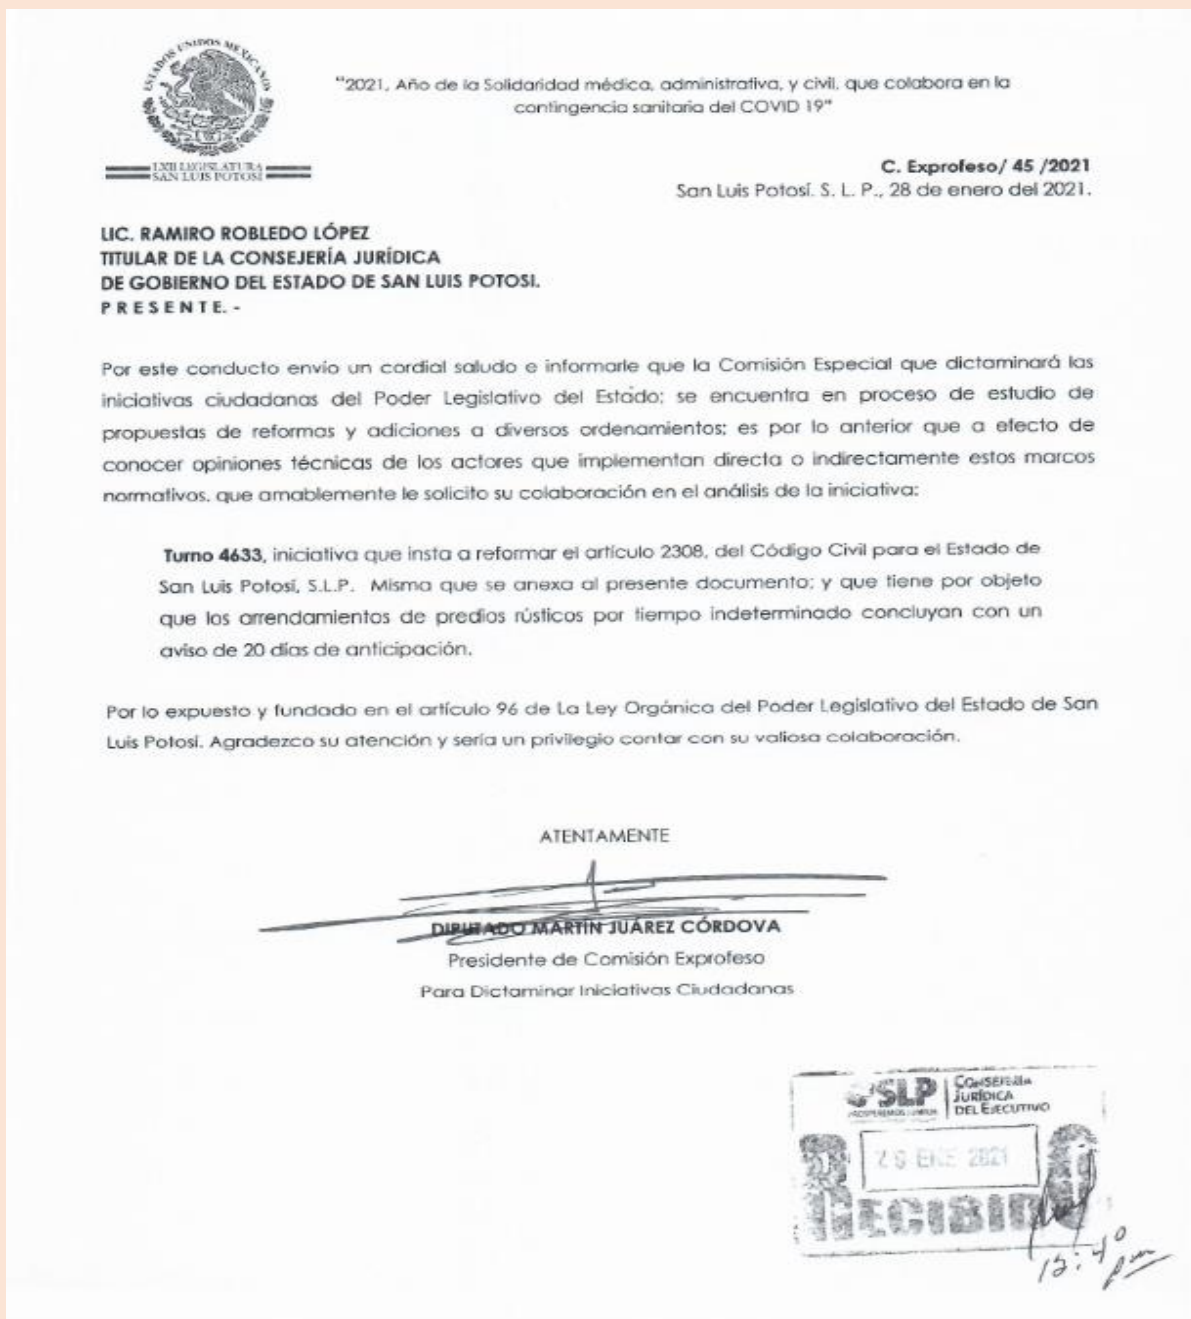 ESTADOS UNIDOS MEXICANOS
LXII LEGISLATURA
SAN LUIS POTOSÍ
"2021, Año de la Solidaridad médica, administrativa, y civil, que colabora en la
contingencia sanitaria del COVID 19"
C. Exprofeso/ 45 /2021
San Luis Potosí. S. L. P., 28 de enero del 2021.
LIC. RAMIRO ROBLEDO LÓPEZ
TITULAR DE LA CONSEJERÍA JURÍDICA
DE GOBIERNO DEL ESTADO DE SAN LUIS POTOSI.
P R E S E N T E. -
Por este conducto envío un cordial saludo e informarle que la Comisión Especial que dictaminará las
iniciativas ciudadanas del Poder Legislativo del Estado; se encuentra en proceso de estudio de
propuestas de reformas y adiciones a diversos ordenamientos; es por lo anterior que a efecto de
conocer opiniones técnicas de los actores que implementan directa o indirectamente estos marcos
normativos, que amablemente le solicito su colaboración en el análisis de la iniciativa:
Turno 4633, iniciativa que insta a reformar el artículo 2308, del Código Civil para el Estado de
San Luis Potosí, S.L.P. Misma que se anexa al presente documento; y que tiene por objeto
que los arrendamientos de predios rústicos por tiempo indeterminado concluyan con un
aviso de 20 días de anticipación.
Por lo expuesto y fundado en el artículo 96 de La Ley Orgánica del Poder Legislativo del Estado de San
Luis Potosí. Agradezco su atención y sería un privilegio contar con su valiosa colaboración.
ATENTAMENTE
DIPUTADO MARTÍN JUÁREZ CÓRDOVA
Presidente de Comisión Exprofeso
Para Dictaminar Iniciativas Ciudadanas
SLP
PROSPEREMOS JUNTOS
CONSEJERÍA
JURÍDICA
DEL EJECUTIVO
ENE 2021
RECIBIDO
pm